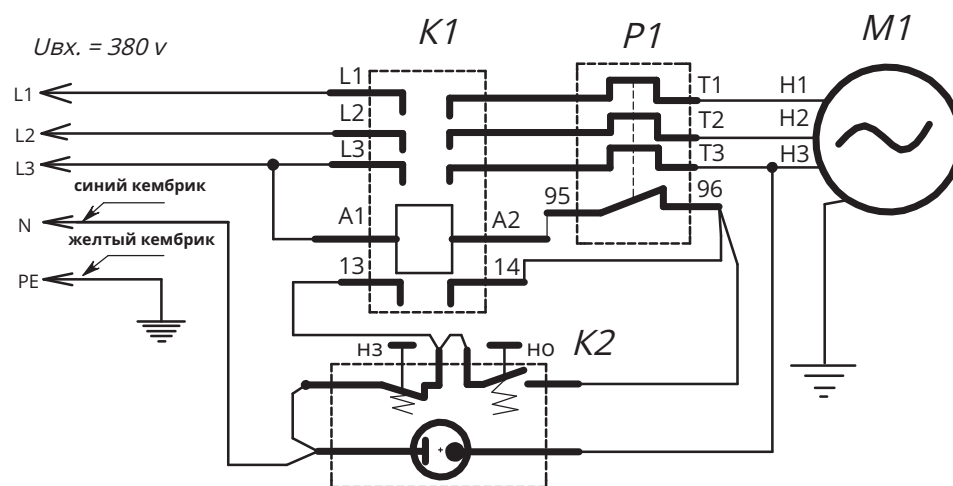 K1
P1
M1
Uвх. = 380 v
L1
L1
T1
H1
L2
L2
T2
H2
L3
L3
T3
H3
синий кембрик
95
96
N
A1
A2
желтый кембрик
13
14
PE
нз
но
K2